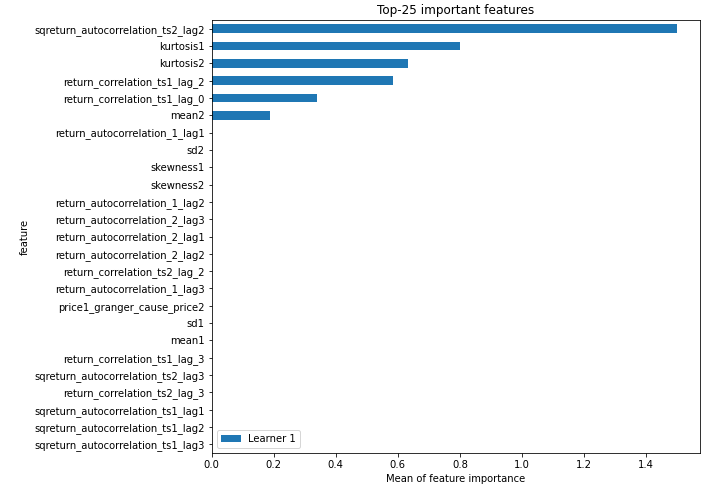 Top-25 important features
sqreturn_autocorrelation_ts2_lag2
kurtosis1
kurtosis2
return_correlation_ts1_lag_2
return_correlation_ts1_lag_0
mean2
return_autocorrelation_1_lag1
sd2
skewness1
skewness2
return_autocorrelation_1_lag2
return_autocorrelation_2_lag3
return_autocorrelation_2_lag1
return_autocorrelation_2_lag2
return_correlation_ts2_lag_2
return_autocorrelation_1_lag3
price1_granger_cause_price2
sd1
mean1
return_correlation_ts1_lag_3
sqreturn_autocorrelation_ts2_lag3
return_correlation_ts2_lag_3
sqreturn_autocorrelation_ts1_lag1
sqreturn_autocorrelation_ts1_lag2
sqreturn_autocorrelation_ts1_lag3
feature
Learner 1
0.0 0.2 0.4 0.6 0.8 1.0 1.2 1.4
Mean of feature importance